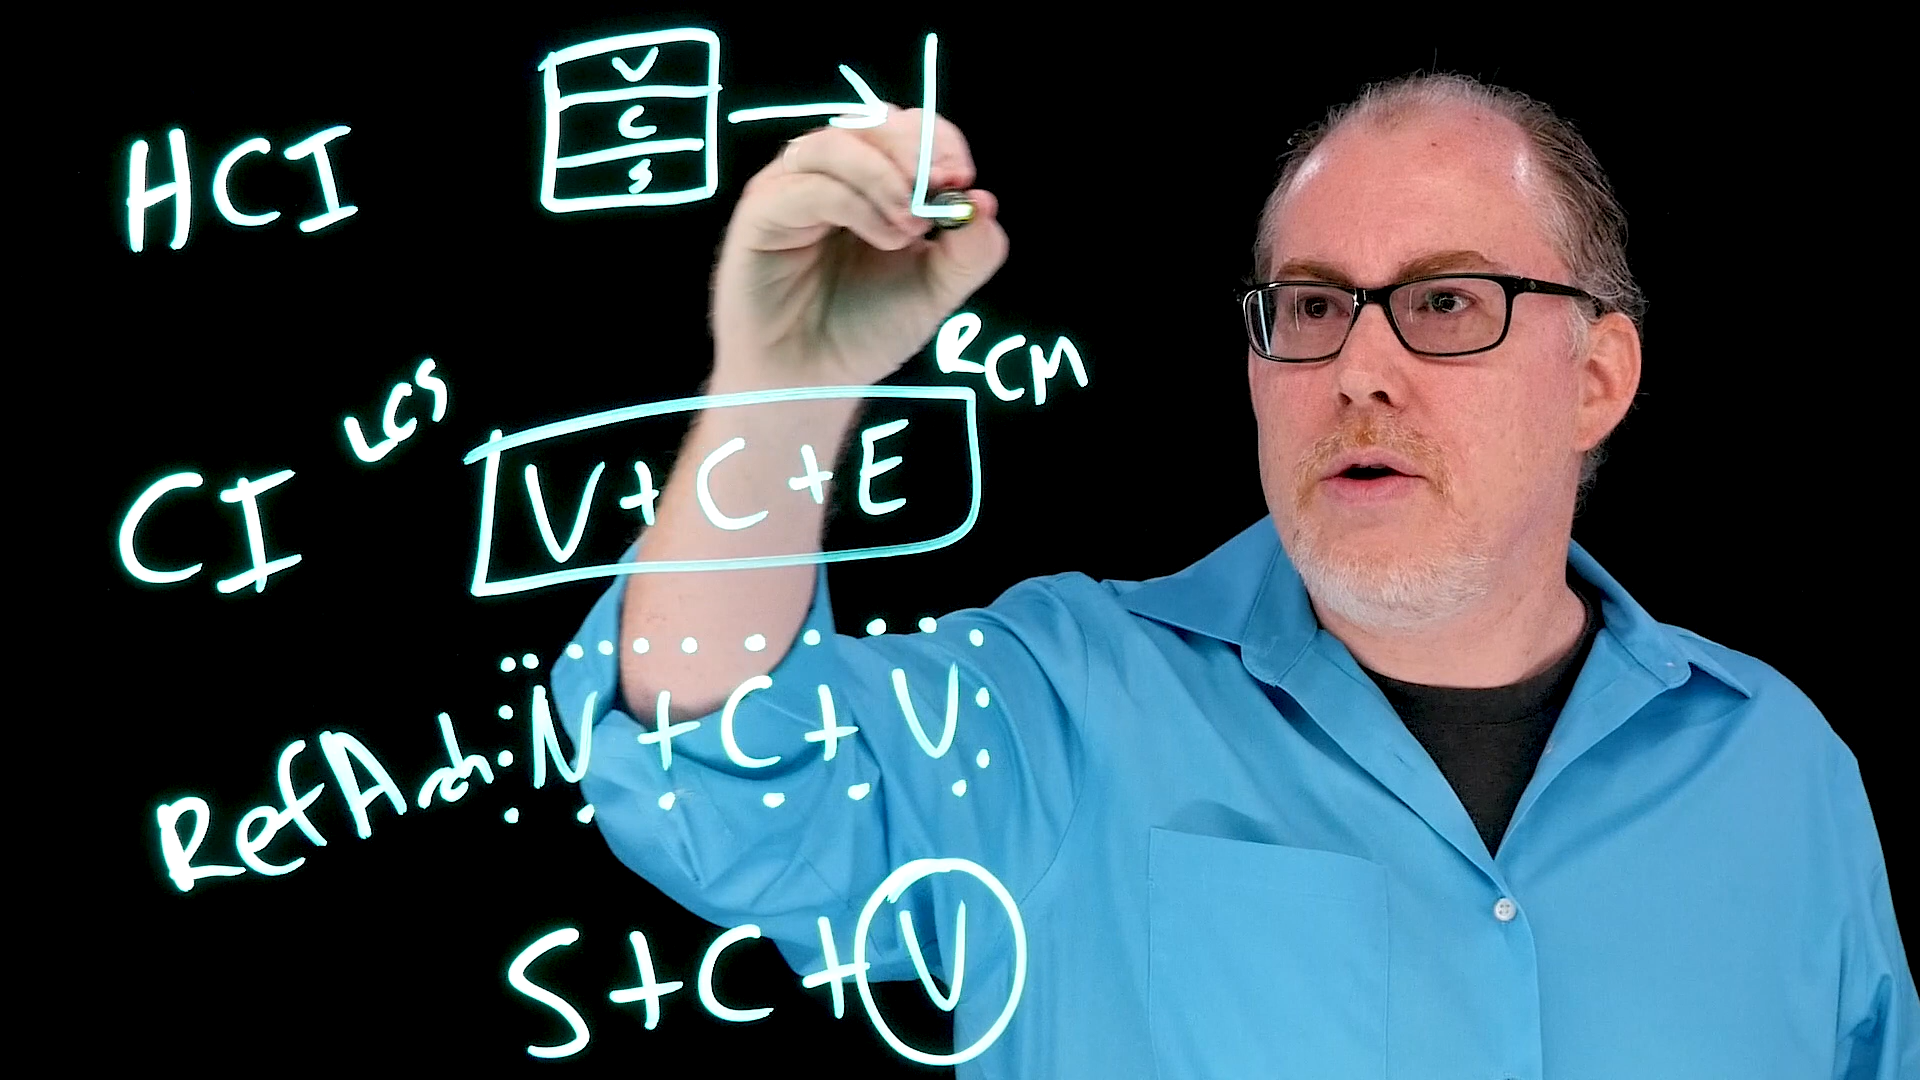 V
C
HCI
S
RCM
LCS
CI V+C+E
RefArch N+C+V
S+C+V